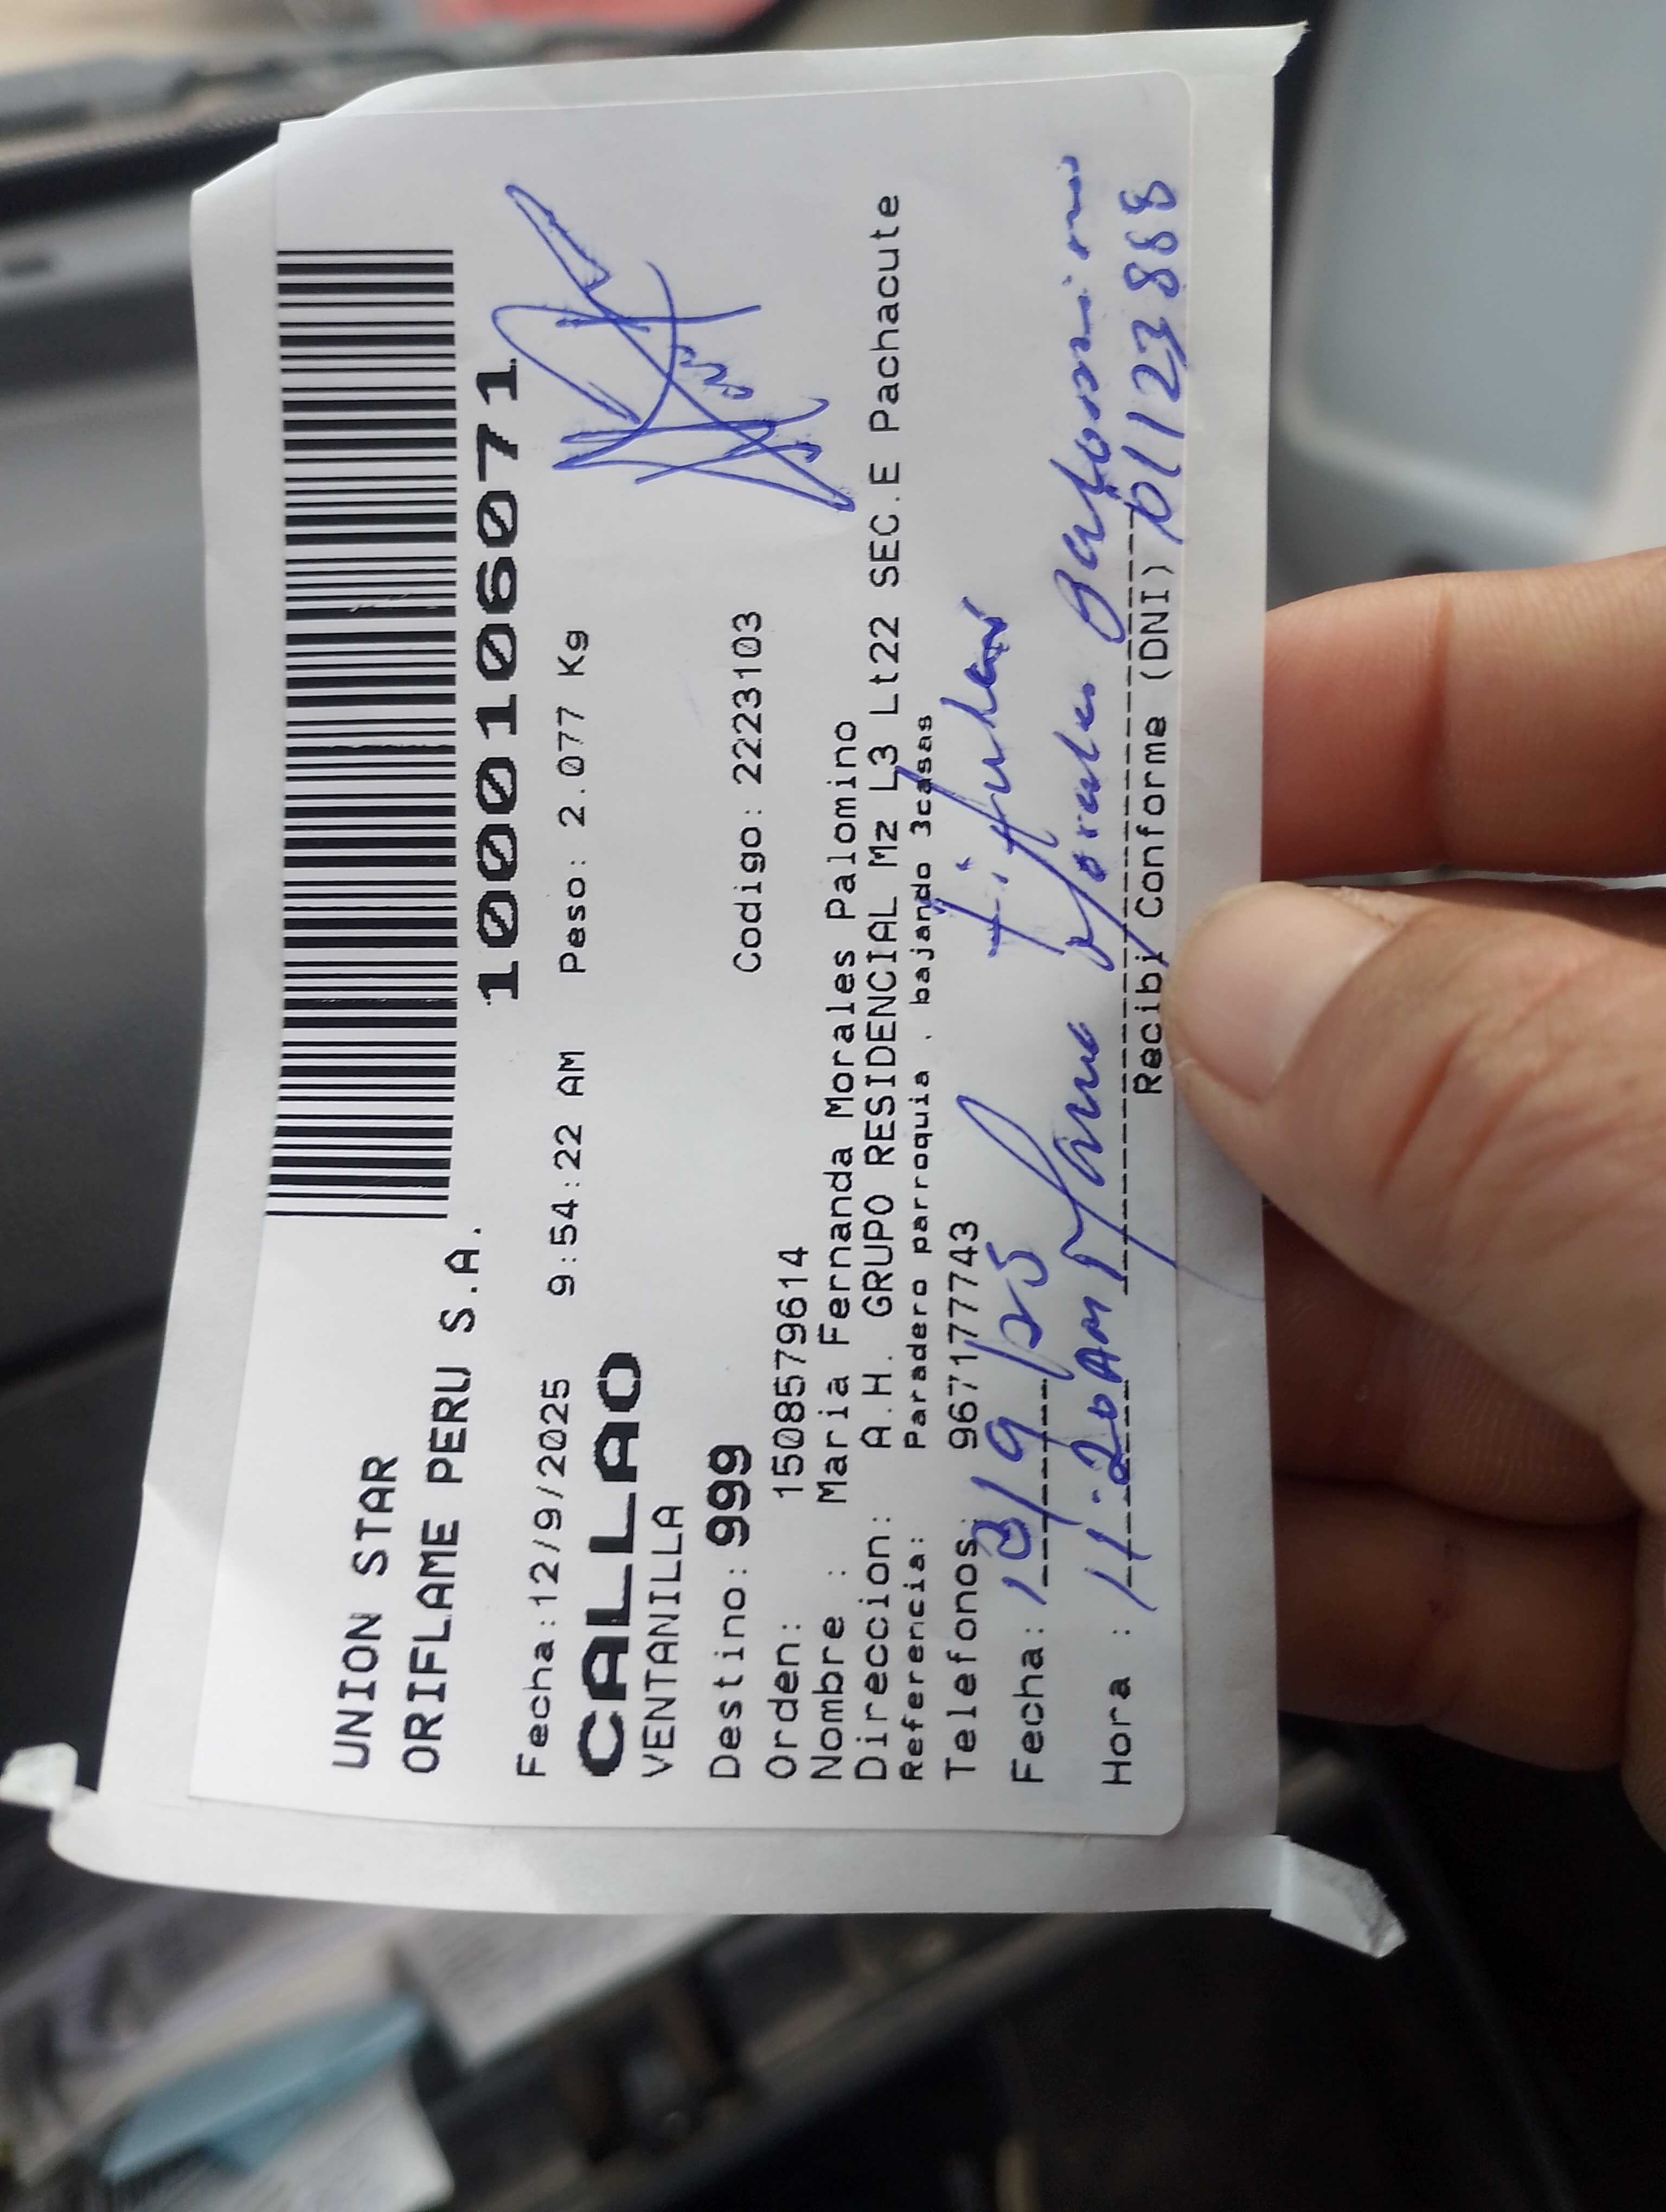 UNION STAR
ORIFLAME PERU S.A.
1000106071
Fecha:12/9/2025 9:54:22 AM Peso: 2.077 Kg
CALLAO
VENTANILLA
Destino: 999 Codigo: 2223103
Orden: 1508579614
Nombre : Maria Fernanda Morales Palomino
Direccion: A.H. GRUPO RESIDENCIAL Mz L3 Lt22 SEC.E Pachacute
Referencia: Paradero parroquia . bajando 3casas
Telefonos: 967177743
Fecha: 13/9/25 Titular
Hora : 11:20AM Morales
Recibi Conforme (DNI) 01123888